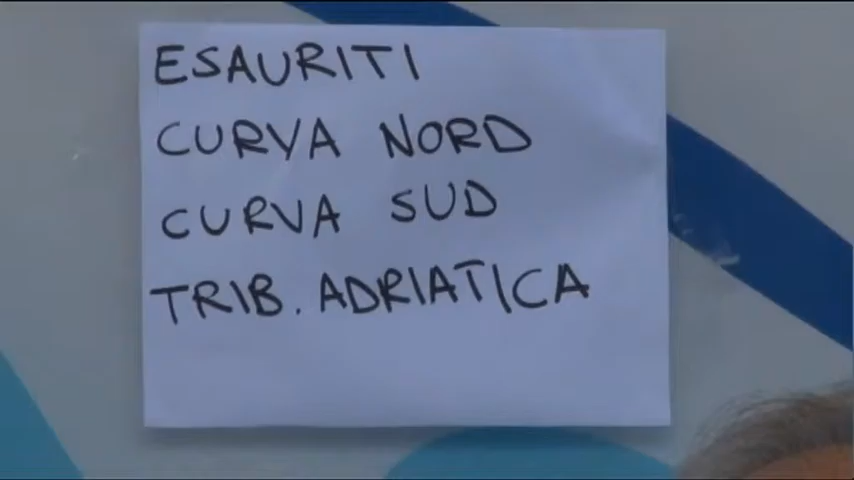 ESAURITI
CURVA NORD
CURVA SUD
TRIB. ADRIATICA